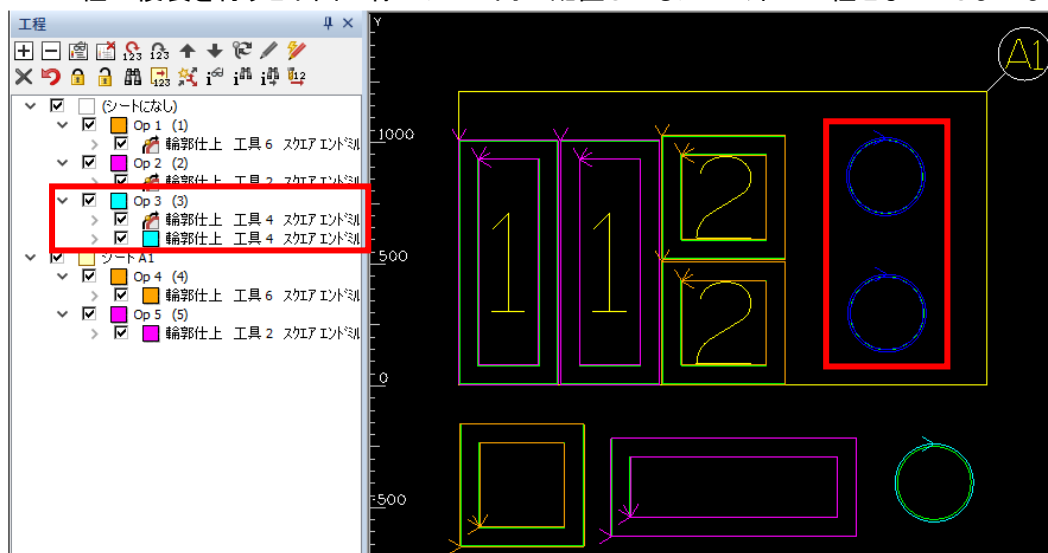 工程
(シートになし)
Op 1 (1)
輪郭仕上 工具 6 スクエアエンドミル
Op 2 (2)
輪郭仕上 工具 2 スクエアエンドミル
Op 3 (3)
輪郭仕上 工具 4 スクエアエンドミル
輪郭仕上 工具 4 スクエアエンドミル
シート A1
Op 4 (4)
輪郭仕上 工具 6 スクエアエンドミル
Op 5 (5)
輪郭仕上 工具 2 スクエアエンドミル
Y
A1
1000
500
0
-500
1
1
2
2